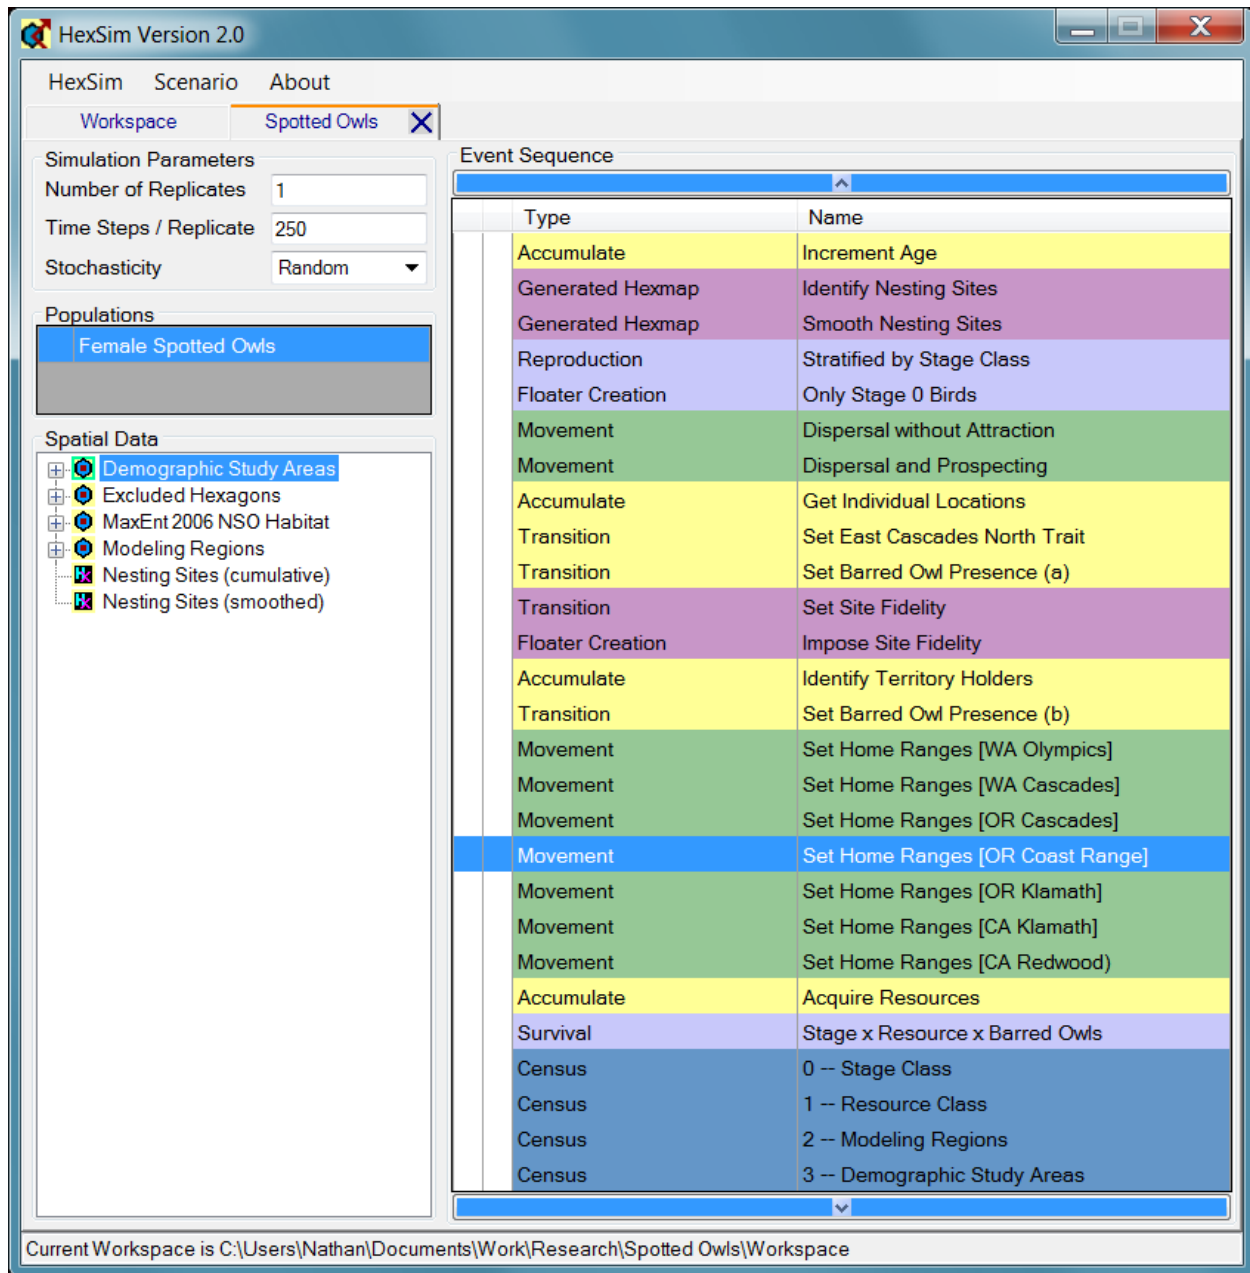 HexSim Version 2.0
HexSim Scenario About
Workspace Spotted Owls
Simulation Parameters
Number of Replicates 1
Time Steps / Replicate 250
Stochasticity Random
Populations
Female Spotted Owls
Spatial Data
Demographic Study Areas
Excluded Hexagons
MaxEnt 2006 NSO Habitat
Modeling Regions
Nesting Sites (cumulative)
Nesting Sites (smoothed)
Event Sequence
Type Name
Accumulate Increment Age
Generated Hexmap Identify Nesting Sites
Generated Hexmap Smooth Nesting Sites
Reproduction Stratified by Stage Class
Floater Creation Only Stage 0 Birds
Movement Dispersal without Attraction
Movement Dispersal and Prospecting
Accumulate Get Individual Locations
Transition Set East Cascades North Trait
Transition Set Barred Owl Presence (a)
Transition Set Site Fidelity
Floater Creation Impose Site Fidelity
Accumulate Identify Territory Holders
Transition Set Barred Owl Presence (b)
Movement Set Home Ranges [WA Olympics]
Movement Set Home Ranges [WA Cascades]
Movement Set Home Ranges [OR Cascades]
Movement Set Home Ranges [OR Coast Range]
Movement Set Home Ranges [OR Klamath]
Movement Set Home Ranges [CA Klamath]
Movement Set Home Ranges [CA Redwood)
Accumulate Acquire Resources
Survival Stage x Resource x Barred Owls
Census 0 -- Stage Class
Census 1 -- Resource Class
Census 2 -- Modeling Regions
Census 3 -- Demographic Study Areas
Current Workspace is C:\Users\Nathan\Documents\Work\Research\Spotted Owls\Workspace